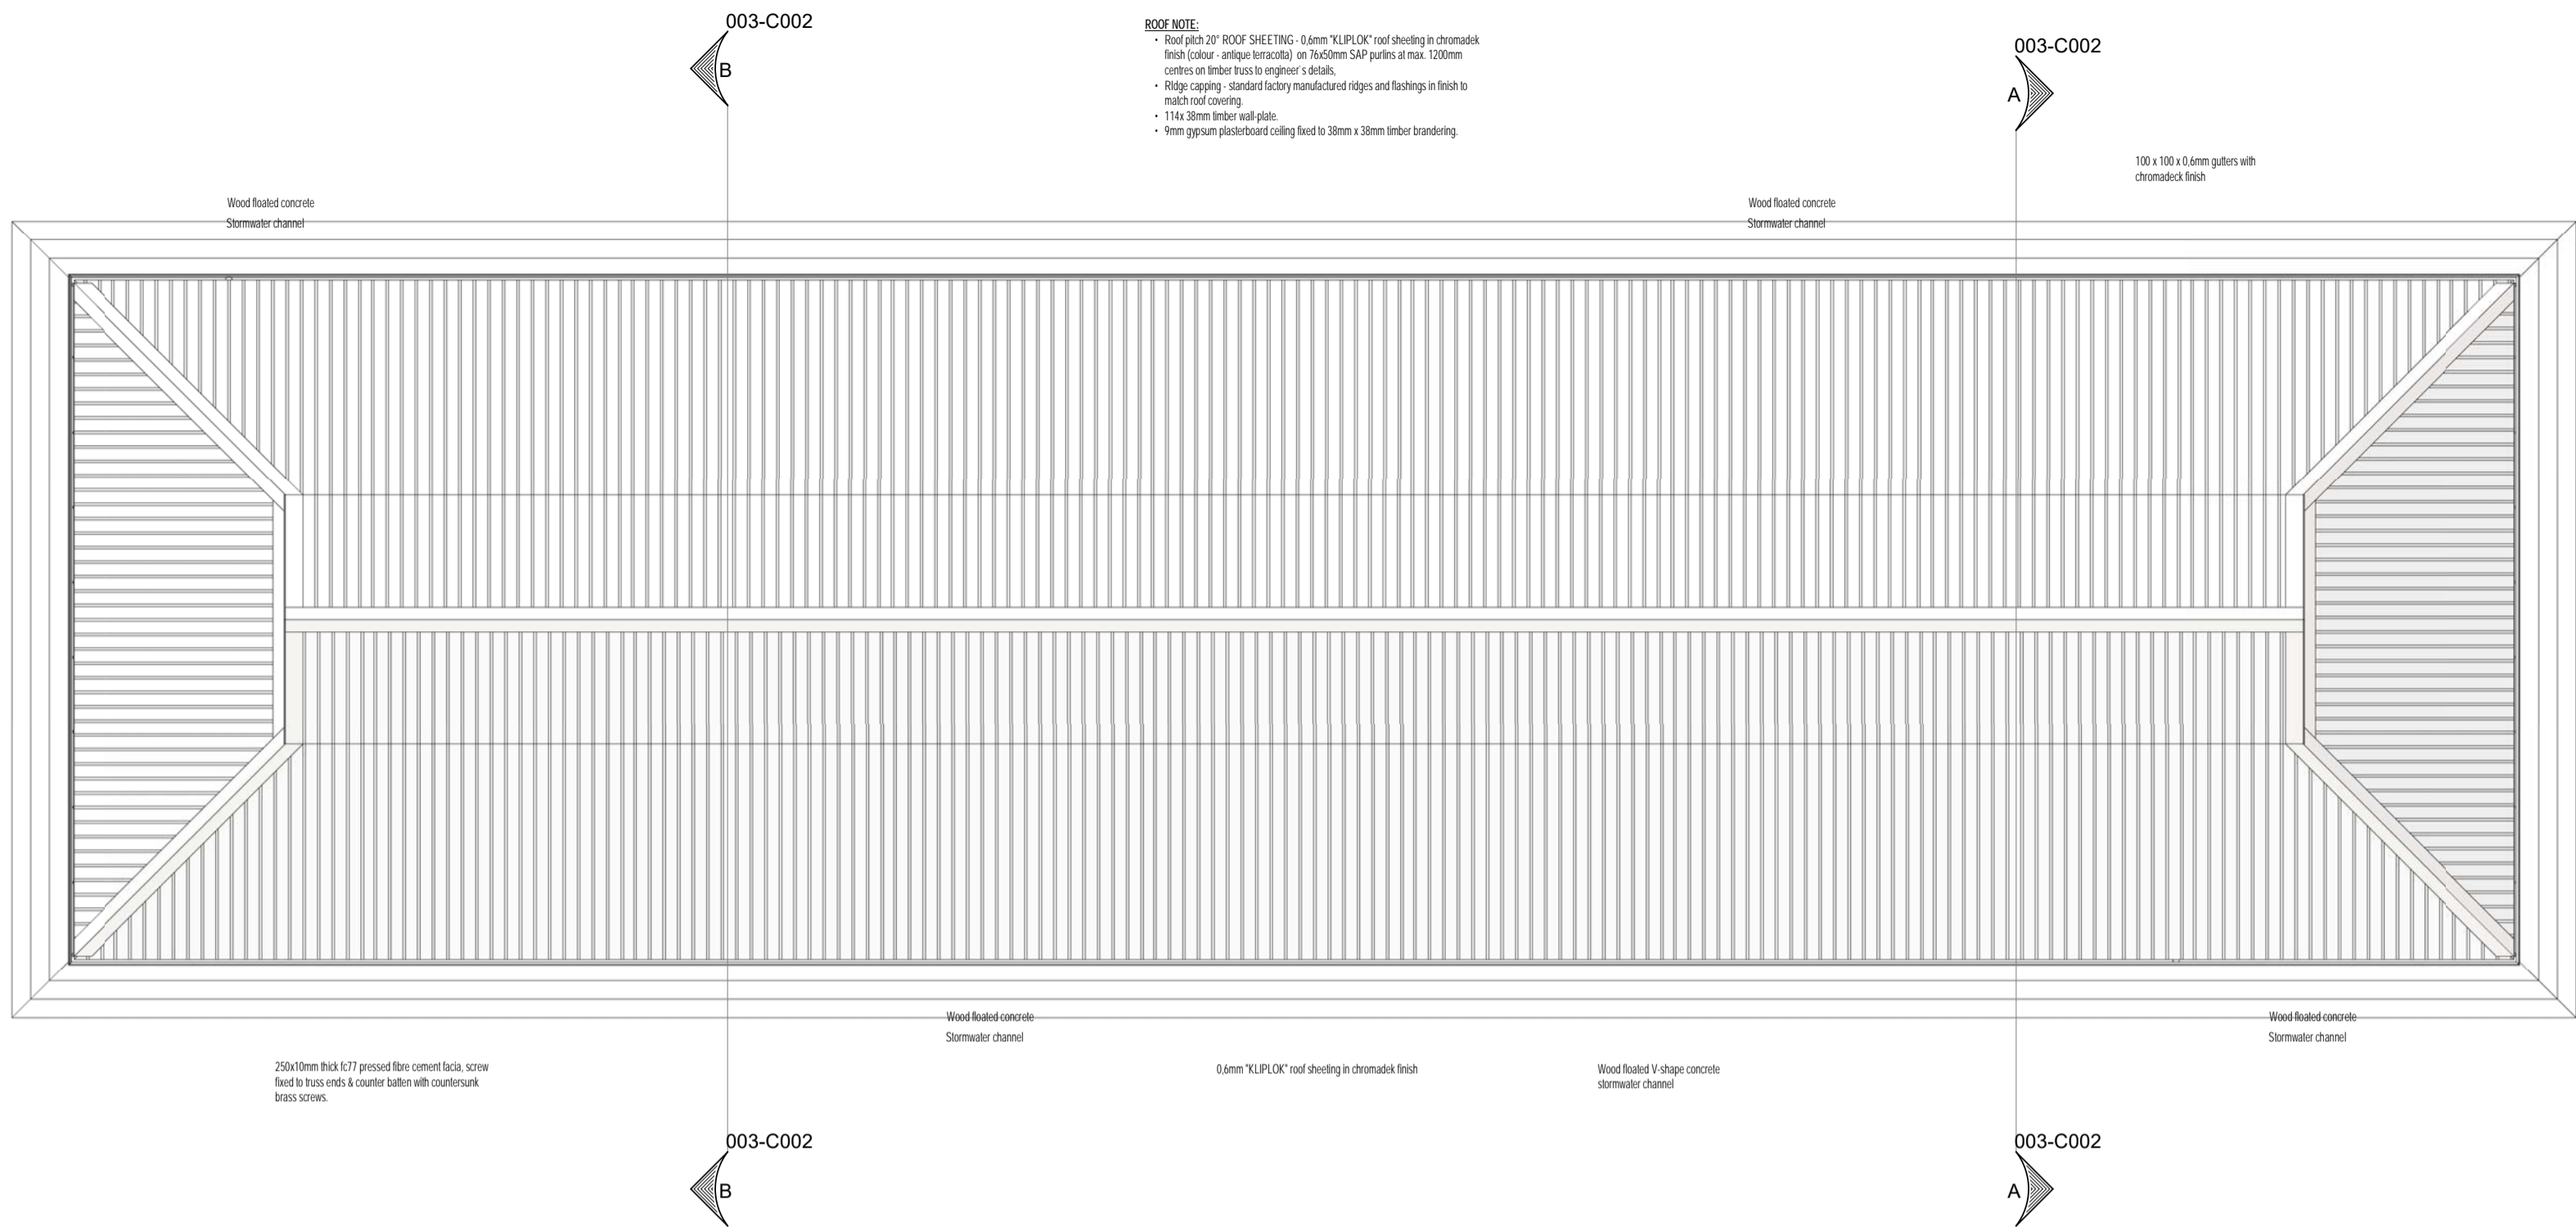 003-C002
B
ROOF NOTE:
• Roof pitch 20° ROOF SHEETING - 0,6mm "KLIPLOK" roof sheeting in chromadek
finish (colour - antique terracotta) on 76x50mm SAP purlins at max. 1200mm
centres on timber truss to engineer`s details,
• RIdge capping - standard factory manufactured ridges and flashings in finish to
match roof covering.
• 114x 38mm timber wall-plate.
• 9mm gypsum plasterboard ceiling fixed to 38mm x 38mm timber brandering.
003-C002
A
100 x 100 x 0,6mm gutters with
chromadeck finish
Wood floated concrete
Stormwater channel
Wood floated concrete
Stormwater channel
Wood floated concrete
Stormwater channel
Wood floated concrete
Stormwater channel
250x10mm thick fc77 pressed fibre cement facia, screw
fixed to truss ends & counter batten with countersunk
brass screws.
0,6mm "KLIPLOK" roof sheeting in chromadek finish
Wood floated V-shape concrete
stormwater channel
003-C002
B
003-C002
A